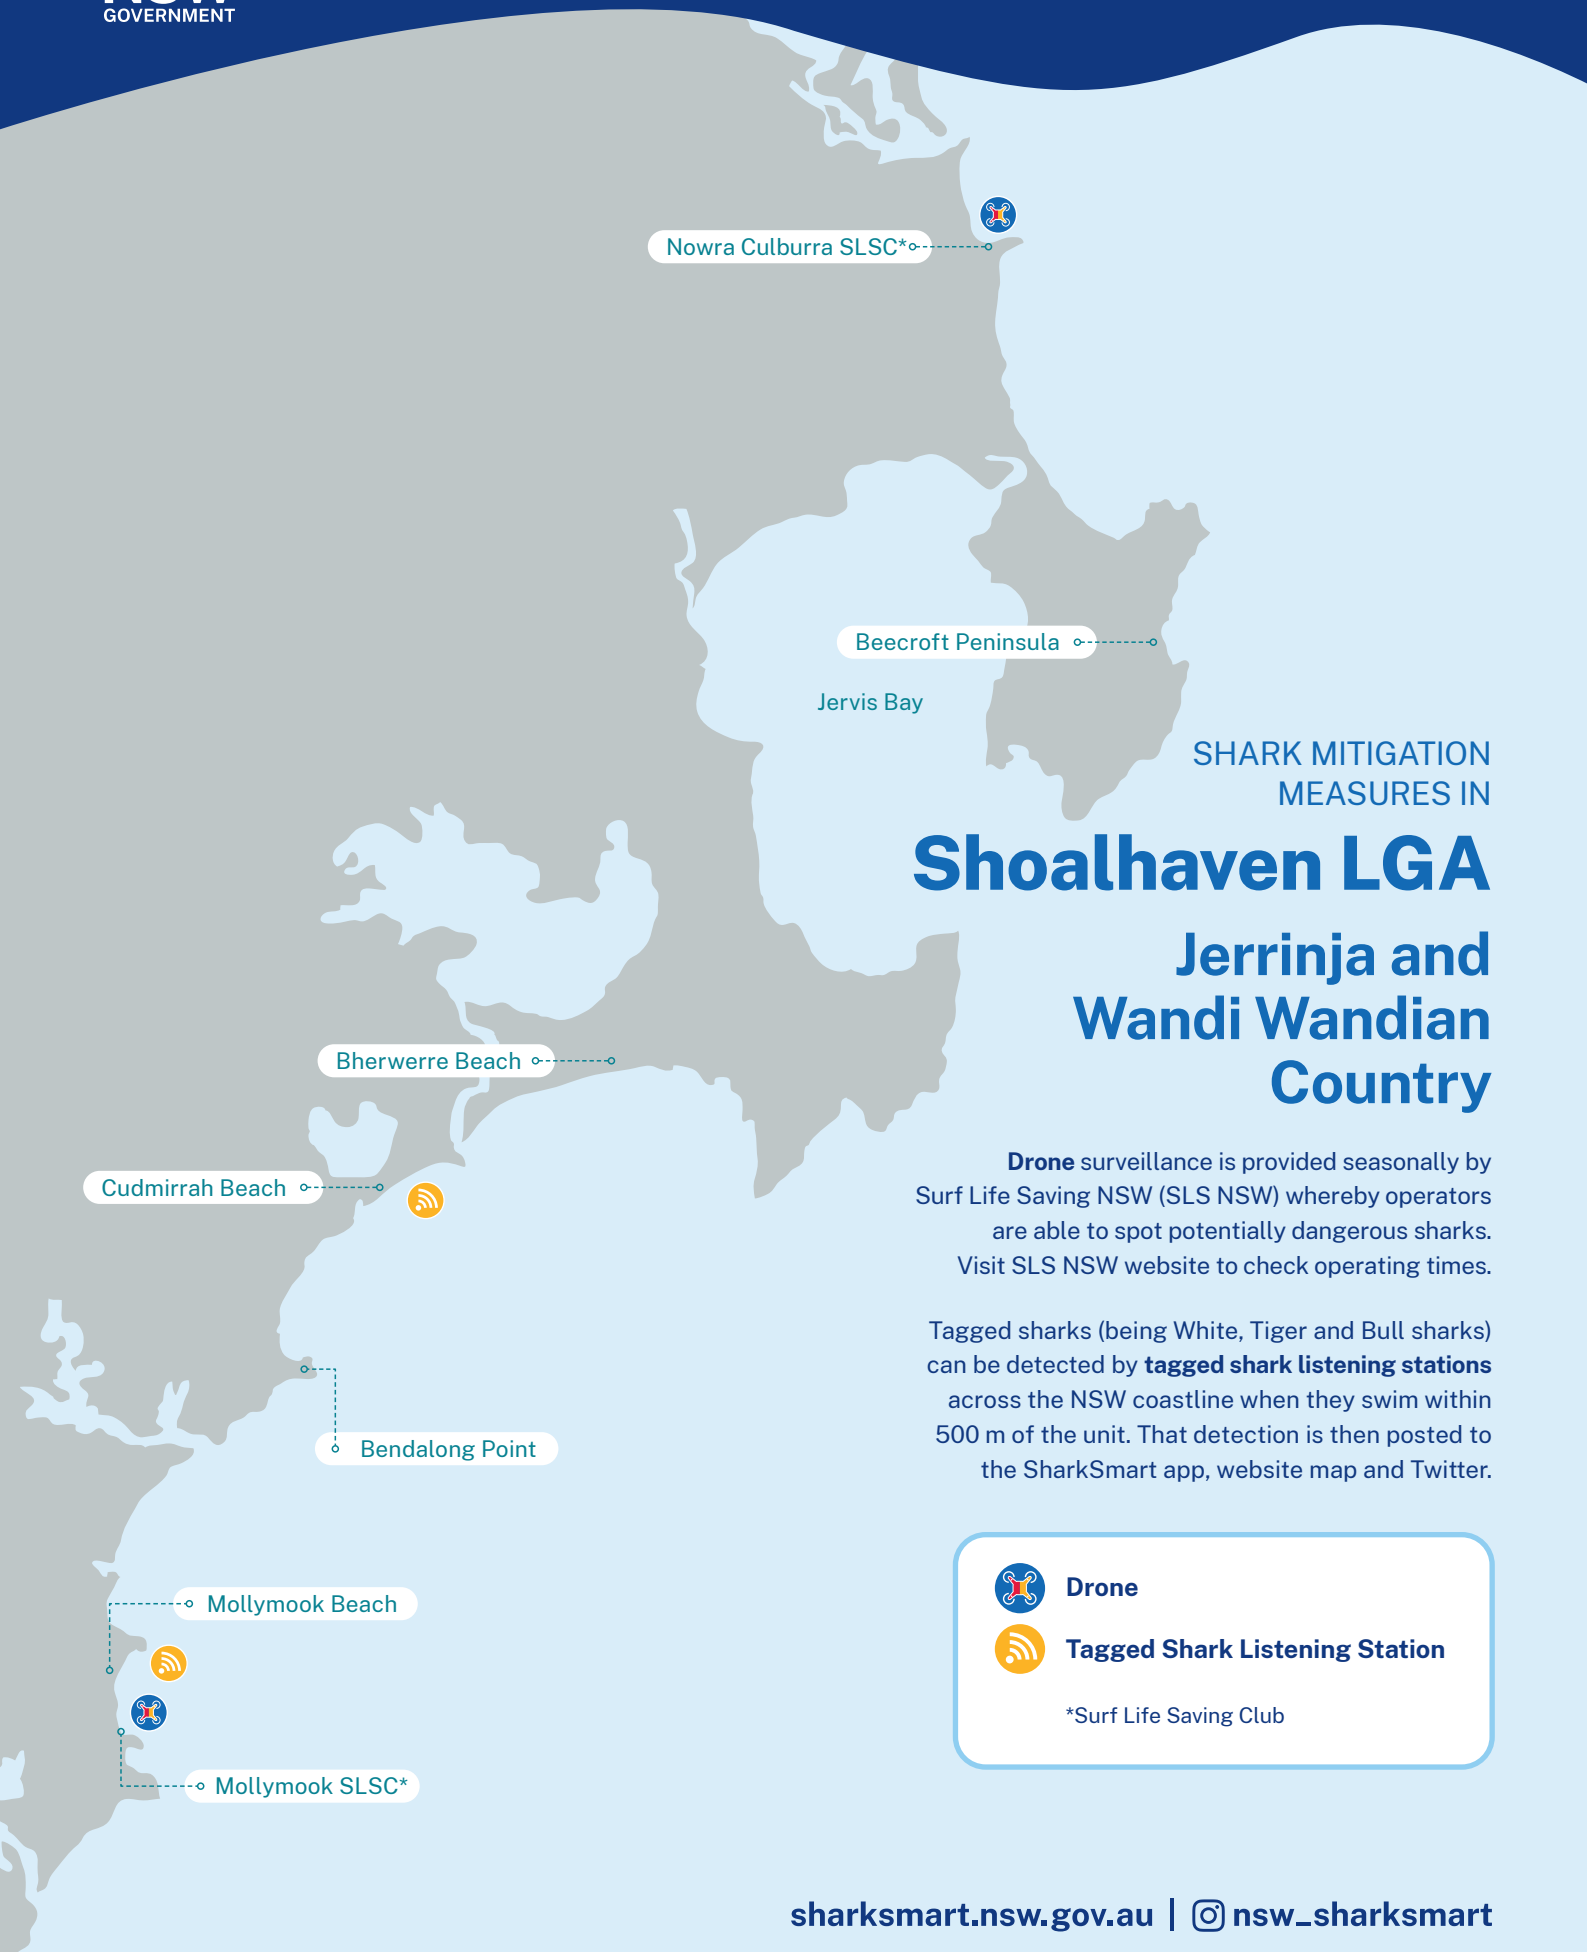 GOVERNMENT
Nowra Culburra SLSC*
Beecroft Peninsula
Jervis Bay
SHARK MITIGATION
MEASURES IN
Shoalhaven LGA
Jerrinja and
Wandi Wandian
Country
Bherwerre Beach
Cudmirrah Beach
Drone surveillance is provided seasonally by
Surf Life Saving NSW (SLS NSW) whereby operators
are able to spot potentially dangerous sharks.
Visit SLS NSW website to check operating times.
Tagged sharks (being White, Tiger and Bull sharks)
can be detected by tagged shark listening stations
across the NSW coastline when they swim within
500 m of the unit. That detection is then posted to
the SharkSmart app, website map and Twitter.
Bendalong Point
Mollymook Beach
Mollymook SLSC*
Drone
Tagged Shark Listening Station
*Surf Life Saving Club
sharksmart.nsw.gov.au | nsw_sharksmart